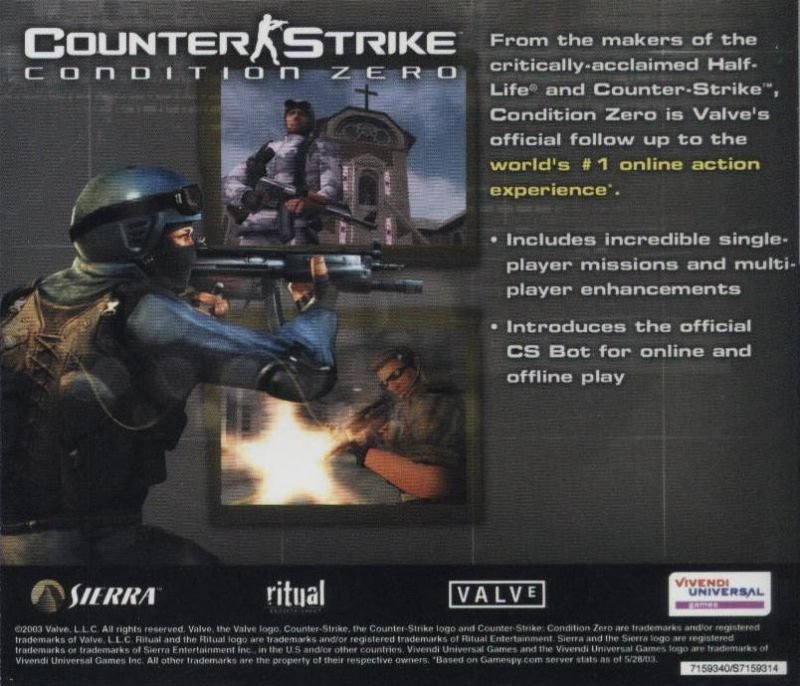 COUNTER STRIKE
CONDITION ZERO
From the makers of the
critically-acclaimed Half-
Life® and Counter-Strike™,
Condition Zero is Valve's
official follow up to the
world's #1 online action
experience*.
• Includes incredible single-
player missions and multi-
player enhancements
• Introduces the official
CS Bot for online and
offline play
SIERRA™
ritual
ENTERTAINMENT
VALVE
VIVENDI
UNIVERSAL
games
©2003 Valve, L.L.C. All rights reserved. Valve, the Valve logo, Counter-Strike, the Counter-Strike logo and Counter-Strike: Condition Zero are trademarks and/or registered
trademarks of Valve, L.L.C. Ritual and the Ritual logo are trademarks and/or registered trademarks of Ritual Entertainment. Sierra and the Sierra logo are registered
trademarks or trademarks of Sierra Entertainment Inc., in the U.S and/or other countries. Vivendi Universal Games and the Vivendi Universal Games logo are trademarks of
Vivendi Universal Games Inc. All other trademarks are the property of their respective owners. *Based on Gamespy.com server stats as of 5/28/03.
7159340/S7159314